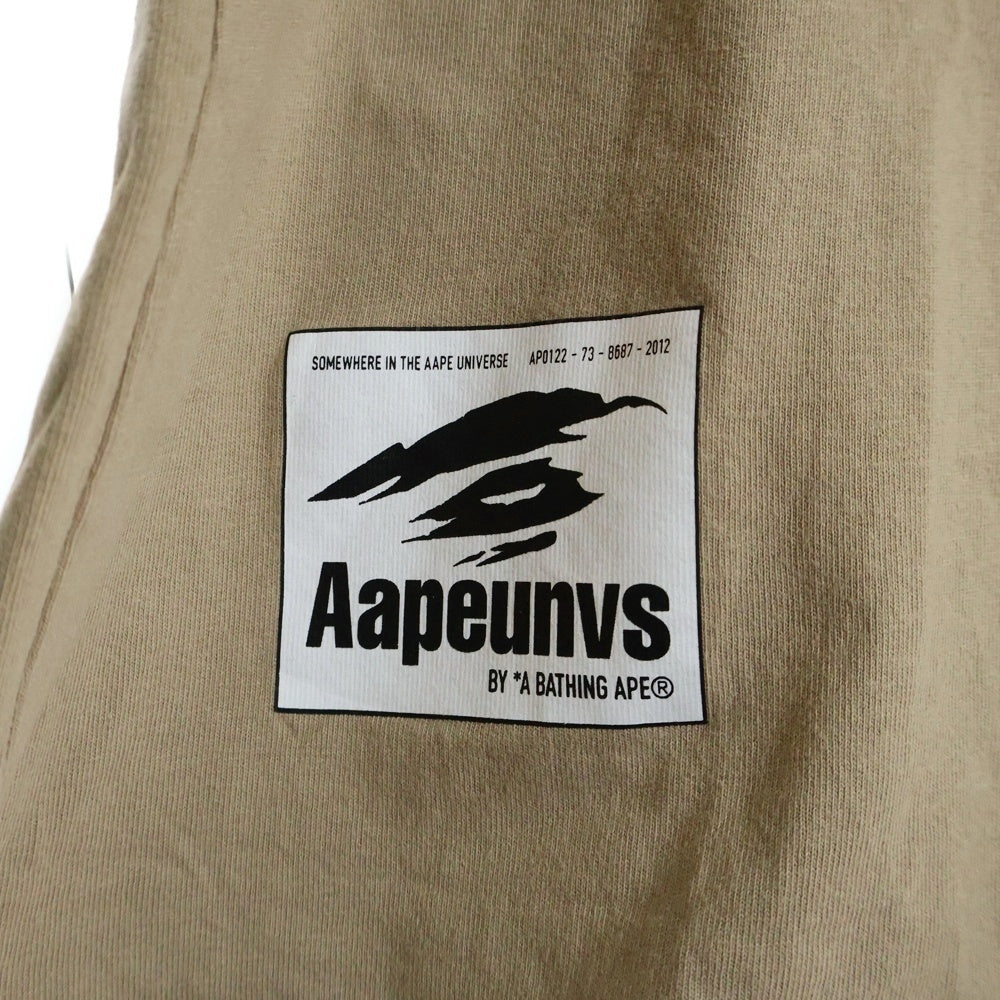 SOMEWHERE IN THE AAPE UNIVERSE AP0122 - 73 - 8687 - 2012
Aapeunvs
BY *A BATHING APE®